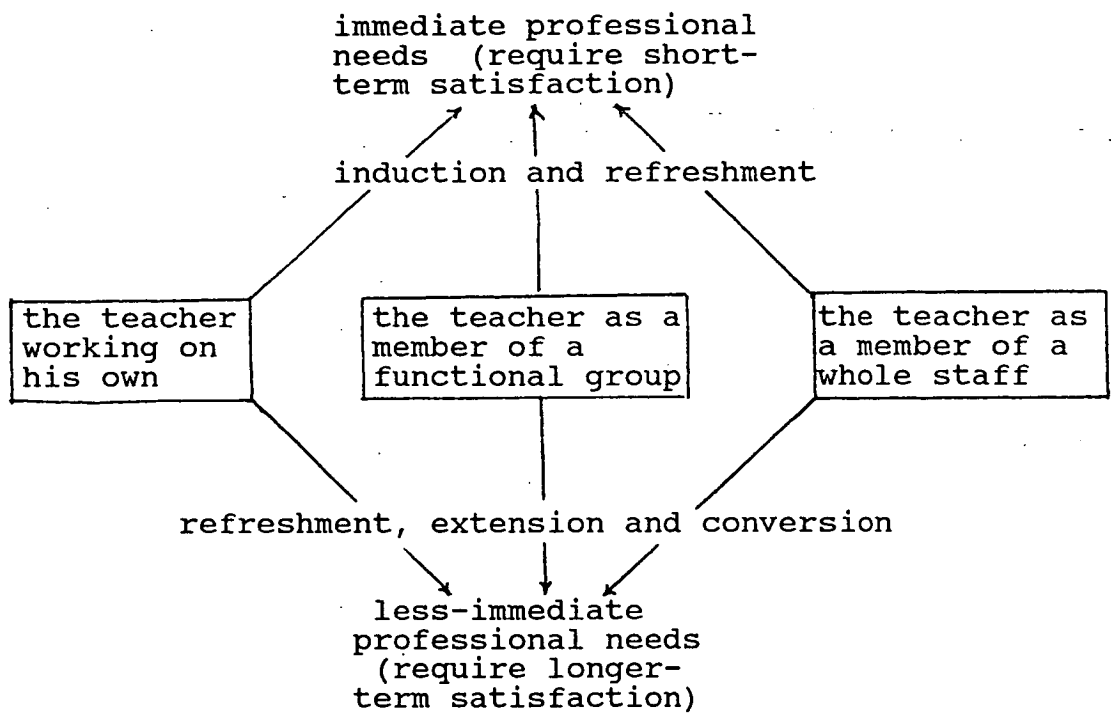 immediate professional
needs (require short-
term satisfaction)
induction and refreshment
the teacher
working on
his own
the teacher as a
member of a
functional group
the teacher as
a member of a
whole staff
refreshment, extension and conversion
less-immediate
professional needs
(require longer-
term satisfaction)